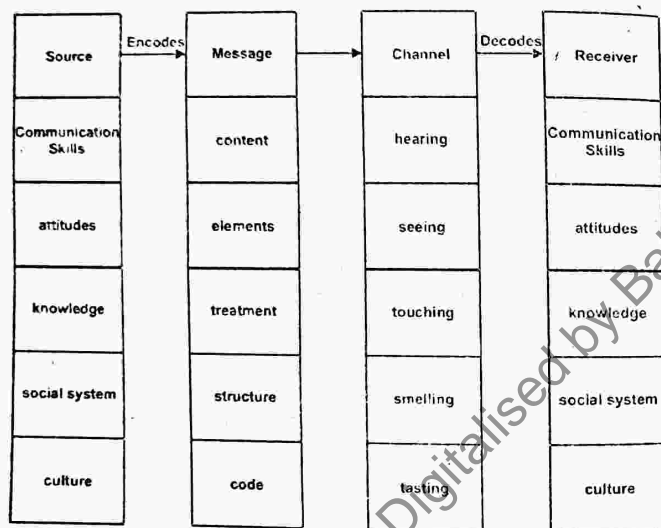 Source
Encodes
Message
Channel
Decodes
Receiver
Communication
Skills
content
hearing
Communication
Skills
attitudes
elements
seeing
attitudes
knowledge
treatment
touching
knowledge
social system
structure
smelling
social system
culture
code
tasting
culture
Digitalised by